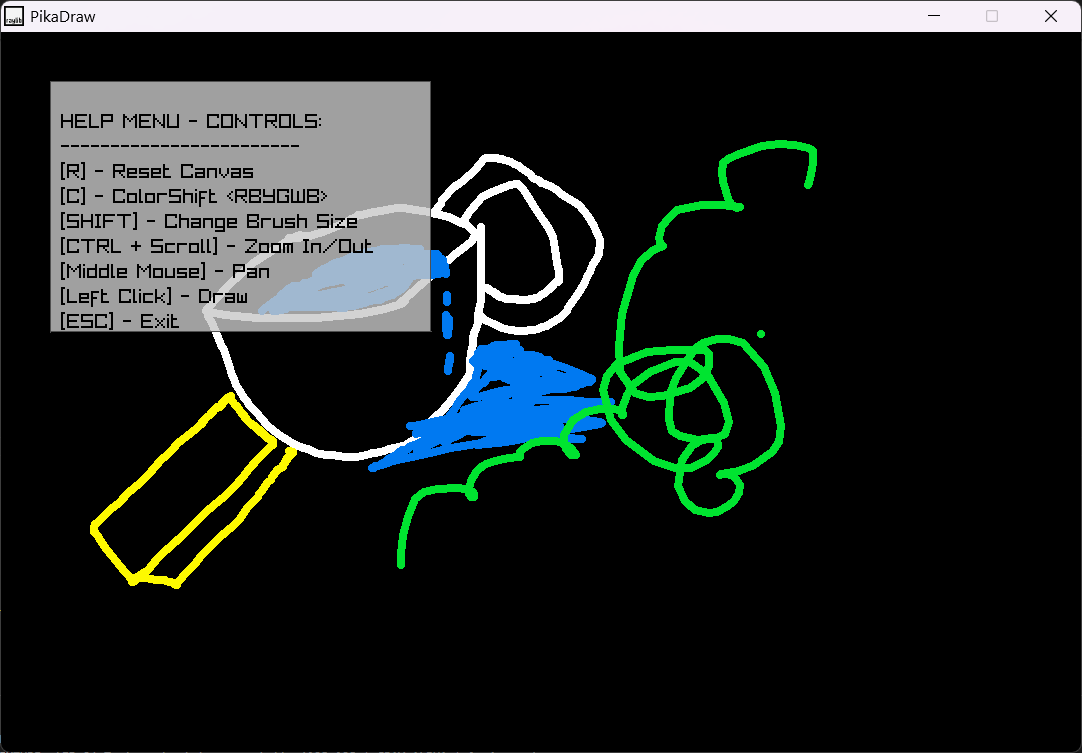 raylib
PikaDraw
HELP MENU - CONTROLS:
------------------------
[R] - Reset Canvas
[C] - ColorShift <RBYGWB>
[SHIFT] - Change Brush Size
[CTRL + Scroll] - Zoom In/Out
[Middle Mouse] - Pan
[Left Click] - Draw
[ESC] - Exit